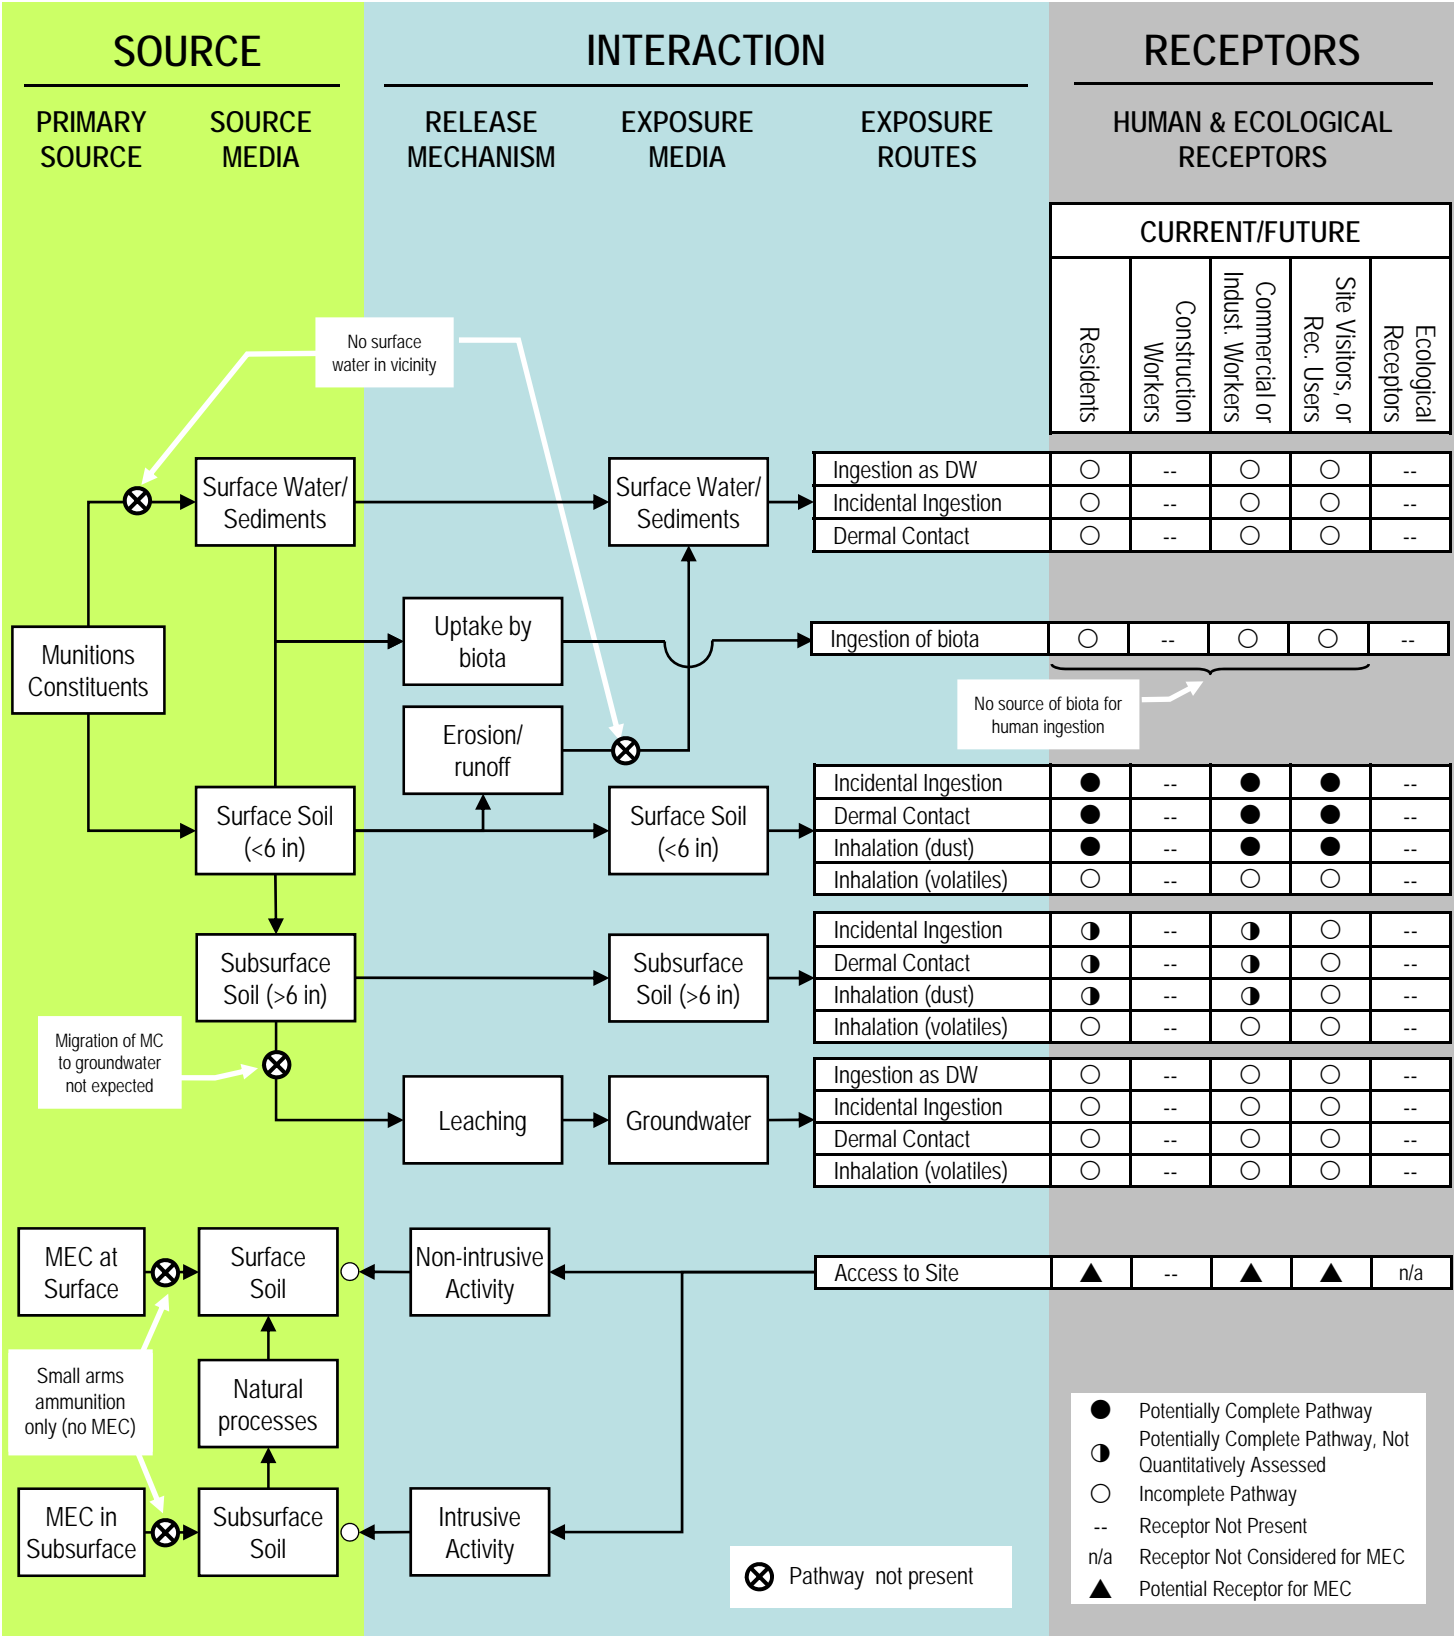 SOURCE
INTERACTION
RECEPTORS
PRIMARY
SOURCE
SOURCE
MEDIA
RELEASE
MECHANISM
EXPOSURE
MEDIA
EXPOSURE
ROUTES
HUMAN & ECOLOGICAL
RECEPTORS
CURRENT/FUTURE
Residents
Construction
Workers
Commercial or
Indust. Workers
Site Visitors, or
Rec. Users
Ecological
Receptors
No surface
water in vicinity
Munitions
Constituents
Surface Water/
Sediments
Surface Water/
Sediments
Ingestion as DW -- --
Incidental Ingestion -- --
Dermal Contact -- --
Uptake by
biota
Ingestion of biota -- --
No source of biota for
human ingestion
Erosion/
runoff
Surface Soil
(<6 in)
Surface Soil
(<6 in)
Incidental Ingestion -- --
Dermal Contact -- --
Inhalation (dust) -- --
Inhalation (volatiles) -- --
Subsurface
Soil (>6 in)
Subsurface
Soil (>6 in)
Incidental Ingestion -- --
Dermal Contact -- --
Inhalation (dust) -- --
Inhalation (volatiles) -- --
Migration of MC
to groundwater
not expected
Leaching
Groundwater
Ingestion as DW -- --
Incidental Ingestion -- --
Dermal Contact -- --
Inhalation (volatiles) -- --
MEC at
Surface
Surface
Soil
Non-intrusive
Activity
Access to Site -- n/a
Small arms
ammunition
only (no MEC)
Natural
processes
MEC in
Subsurface
Subsurface
Soil
Intrusive
Activity
Pathway not present
Potentially Complete Pathway
Potentially Complete Pathway, Not
Quantitatively Assessed
Incomplete Pathway
-- Receptor Not Present
n/a Receptor Not Considered for MEC
Potential Receptor for MEC